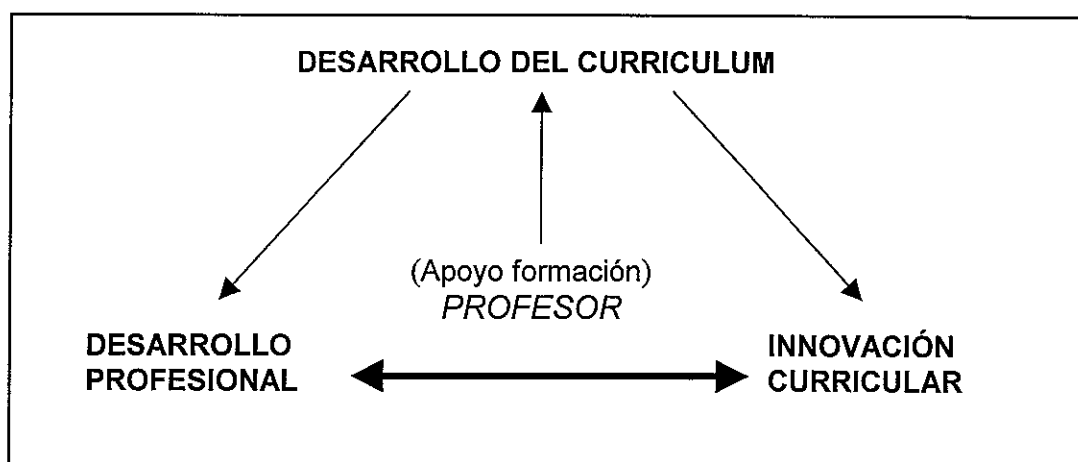 DESARROLLO DEL CURRICULUM
(Apoyo formación)
PROFESOR
DESARROLLO
PROFESIONAL
INNOVACIÓN
CURRICULAR